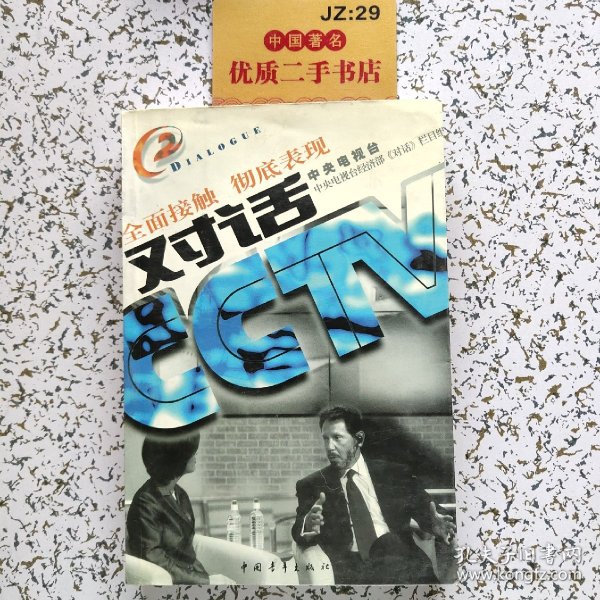 JZ:29
中国著名
优质二手书店
2
DIALOGUE
全面接触 彻底表现
中央电视台
中央电视台经济部《对话》栏目组
对话
CCTV
中国青年出版社
孔夫子旧书网
www.kongfz.com